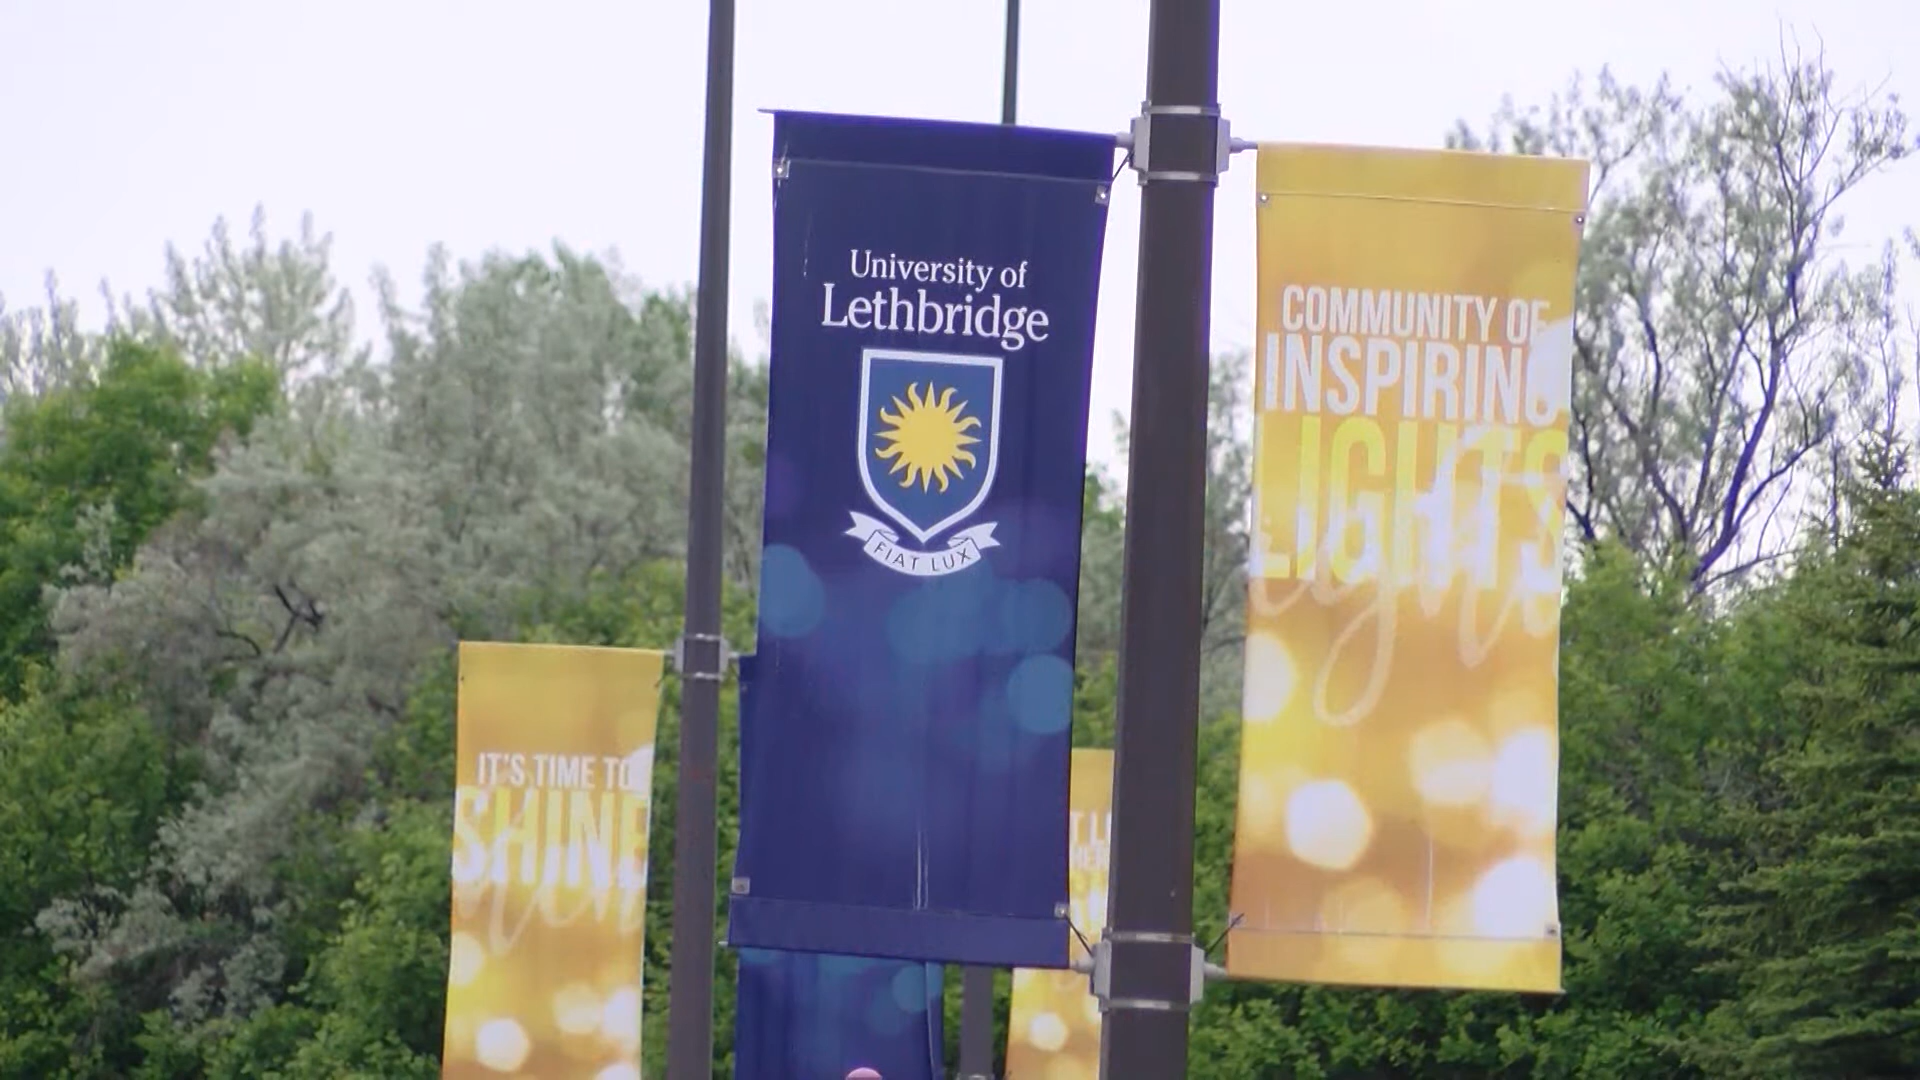 University of
Lethbridge
FIAT LUX
COMMUNITY OF
INSPIRING
LIGHTS
IT'S TIME TO
SHINE